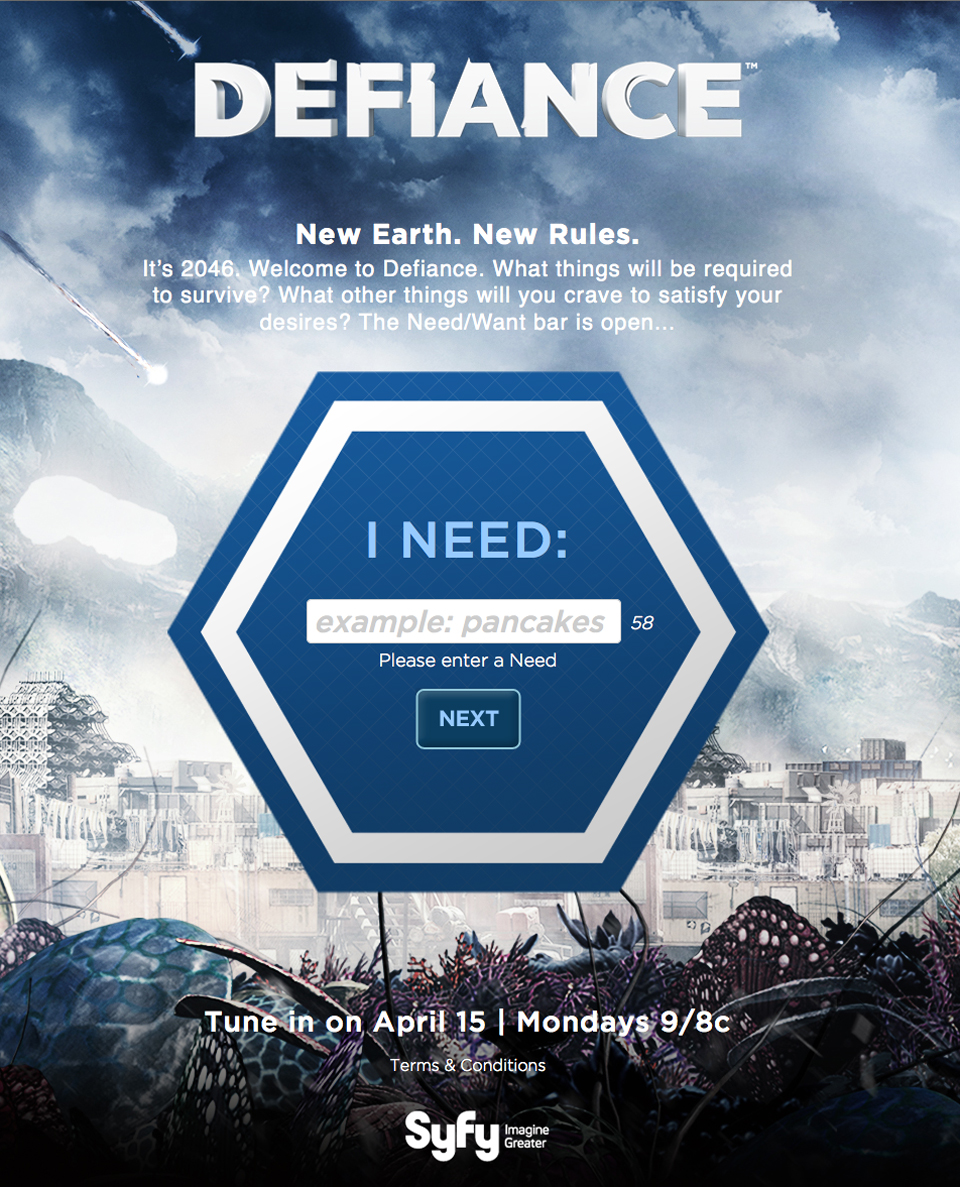 DEFIANCE™
New Earth. New Rules.
It's 2046. Welcome to Defiance. What things will be required
to survive? What other things will you crave to satisfy your
desires? The Need/Want bar is open...
I NEED:
example: pancakes 58
Please enter a Need
NEXT
Tune in on April 15 | Mondays 9/8c
Terms & Conditions
Syfy Imagine
Greater